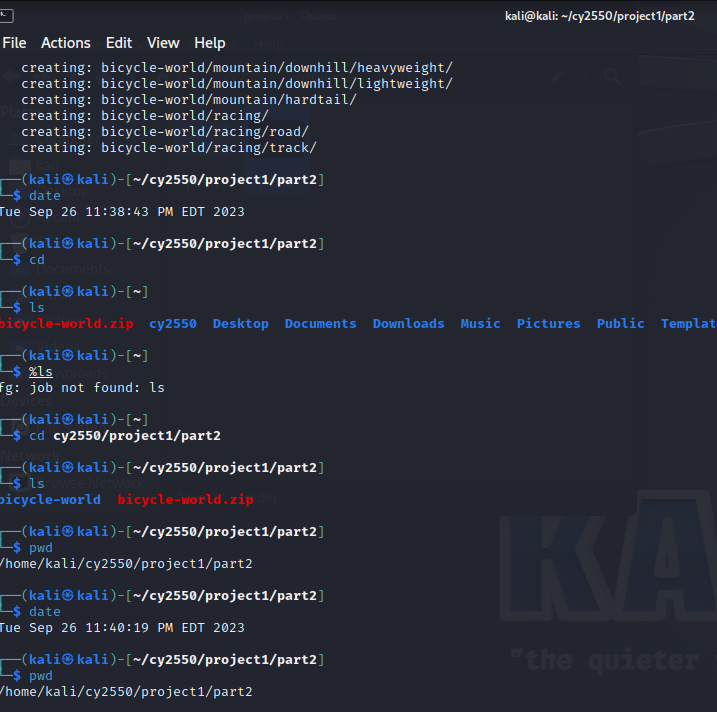 kali@kali: ~/cy2550/project1/part2
File Actions Edit View Help
creating: bicycle-world/mountain/downhill/heavyweight/
creating: bicycle-world/mountain/downhill/lightweight/
creating: bicycle-world/mountain/hardtail/
creating: bicycle-world/racing/
creating: bicycle-world/racing/road/
creating: bicycle-world/racing/track/
┌──(kali㉿kali)-[~/cy2550/project1/part2]
└─$ date
Tue Sep 26 11:38:43 PM EDT 2023
┌──(kali㉿kali)-[~/cy2550/project1/part2]
└─$ cd
┌──(kali㉿kali)-[~]
└─$ ls
bicycle-world.zip cy2550 Desktop Documents Downloads Music Pictures Public Templat
┌──(kali㉿kali)-[~]
└─$ %ls
fg: job not found: ls
┌──(kali㉿kali)-[~]
└─$ cd cy2550/project1/part2
┌──(kali㉿kali)-[~/cy2550/project1/part2]
└─$ ls
bicycle-world bicycle-world.zip
┌──(kali㉿kali)-[~/cy2550/project1/part2]
└─$ pwd
/home/kali/cy2550/project1/part2
┌──(kali㉿kali)-[~/cy2550/project1/part2]
└─$ date
Tue Sep 26 11:40:19 PM EDT 2023
┌──(kali㉿kali)-[~/cy2550/project1/part2]
└─$ pwd
/home/kali/cy2550/project1/part2
KA
"the quieter
Documents
Network
Browse Network